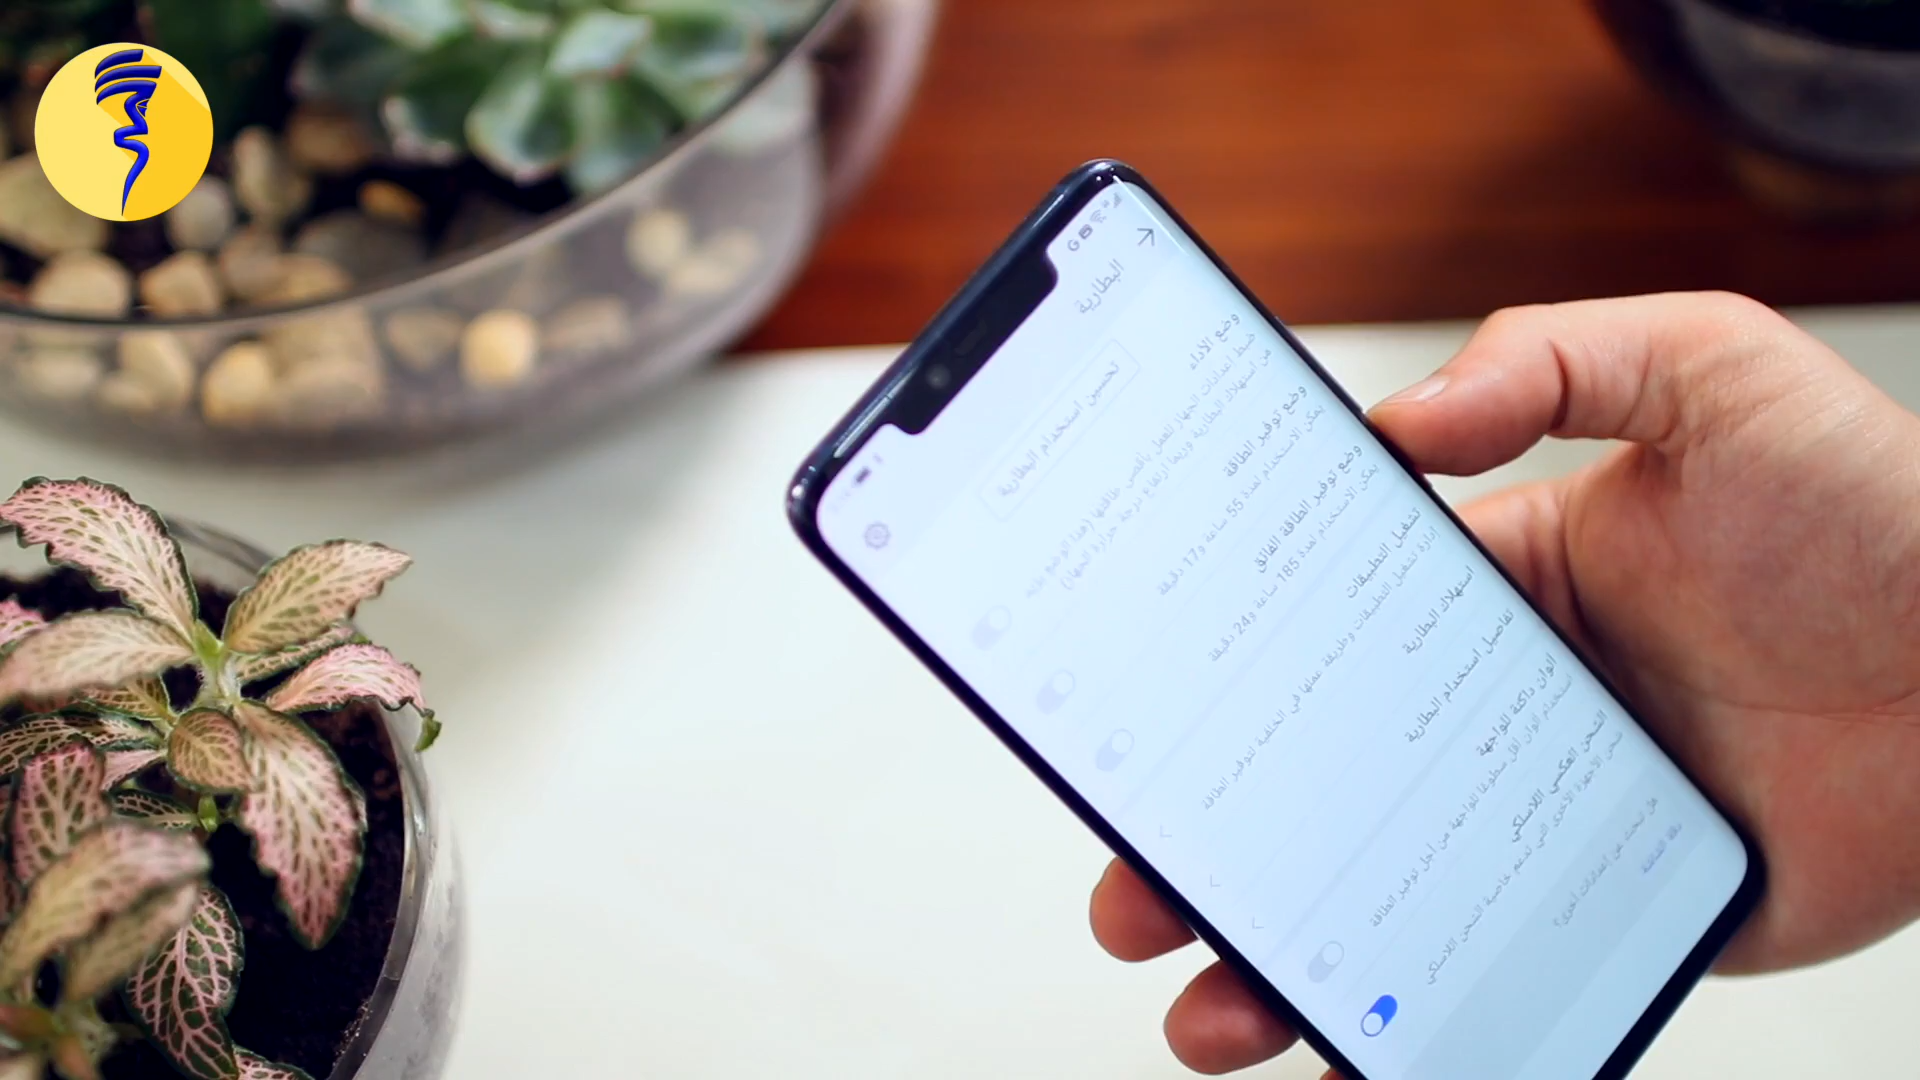 البطارية
تحسين استخدام البطارية
وضع الأداء
ضبط إعدادات الجهاز للعمل بأقصى طاقتها (هذا الوضع يزيد
من استهلاك البطارية وربما ارتفاع درجة حرارة الجهاز)
وضع توفير الطاقة
يمكن الاستخدام لمدة 55 ساعة و17 دقيقة
وضع توفير الطاقة الفائق
يمكن الاستخدام لمدة 185 ساعة و24 دقيقة
تشغيل التطبيقات
إدارة تشغيل التطبيقات وطريقة عملها في الخلفية لتوفير الطاقة
استهلاك البطارية
تفاصيل استخدام البطارية
ألوان داكنة للواجهة
استخدام ألوان أقل سطوعًا للواجهة من أجل توفير الطاقة
الشحن العكسي اللاسلكي
شحن الأجهزة الأخرى التي تدعم خاصية الشحن اللاسلكي
هل تبحث عن إعدادات أخرى؟
دقة الشاشة